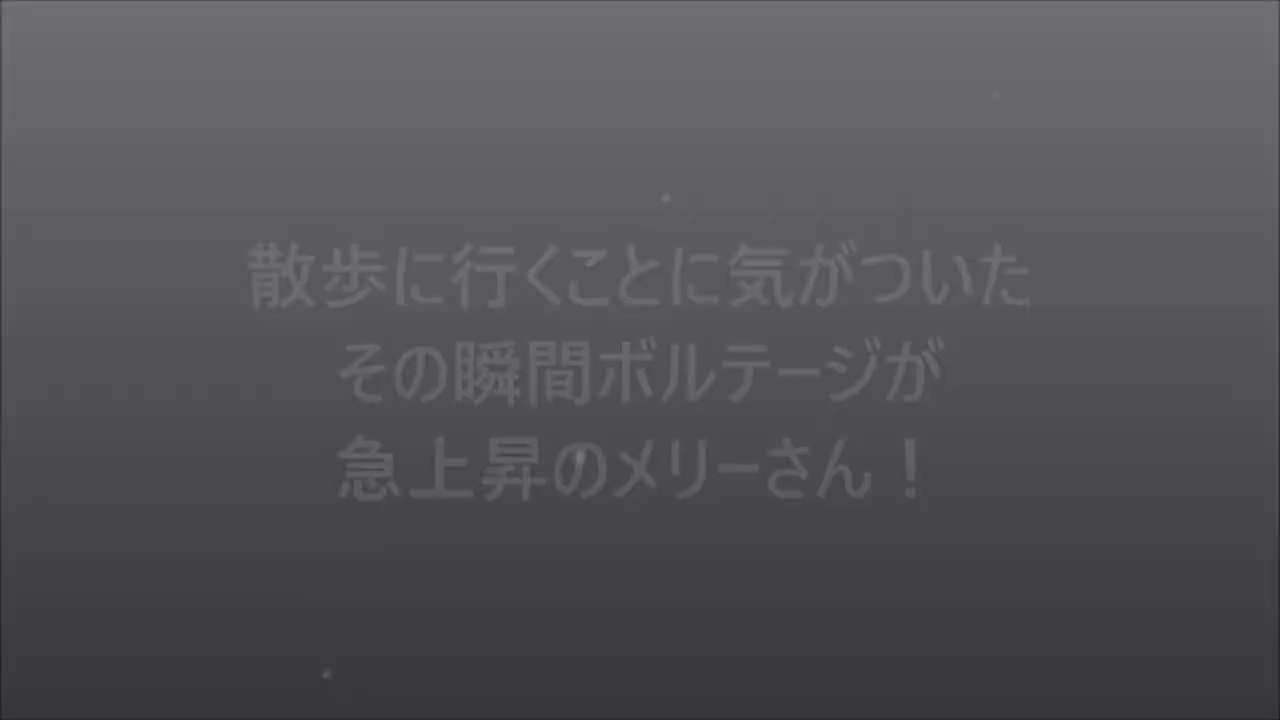 散歩に行くことに気がついた
その瞬間ボルテージが
急上昇のメリーさん！